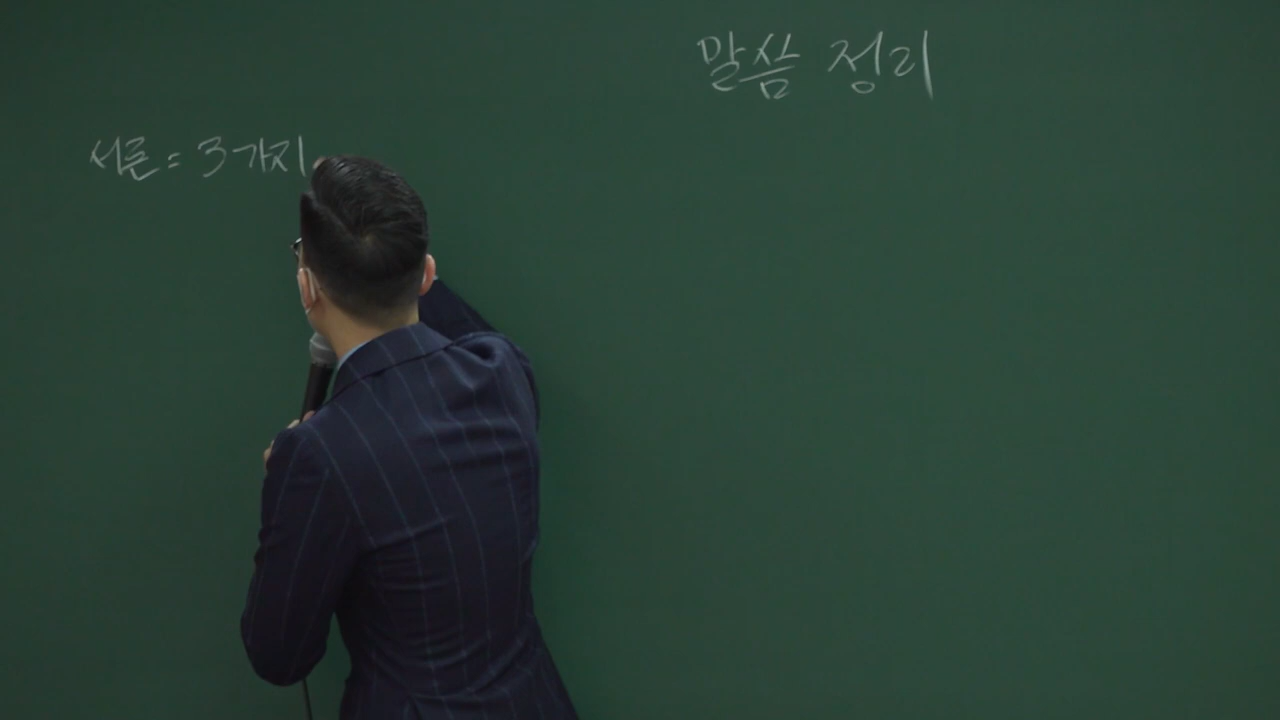 말씀 정리
서론 = 3가지